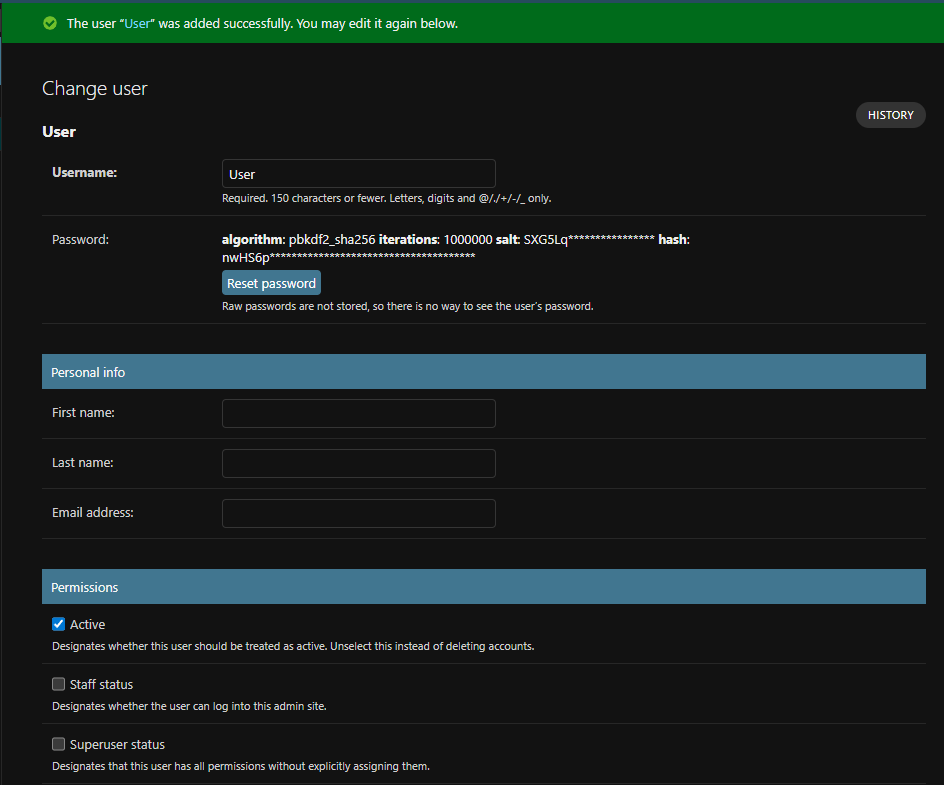 The user “User” was added successfully. You may edit it again below.
Change user
HISTORY
User
Username:
User
Required. 150 characters or fewer. Letters, digits and @/./+/-/_ only.
Password:
algorithm: pbkdf2_sha256 iterations: 1000000 salt: SXG5Lq**************** hash:
nwHS6p**************************************
Reset password
Raw passwords are not stored, so there is no way to see the user’s password.
Personal info
First name:
Last name:
Email address:
Permissions
Active
Designates whether this user should be treated as active. Unselect this instead of deleting accounts.
Staff status
Designates whether the user can log into this admin site.
Superuser status
Designates that this user has all permissions without explicitly assigning them.